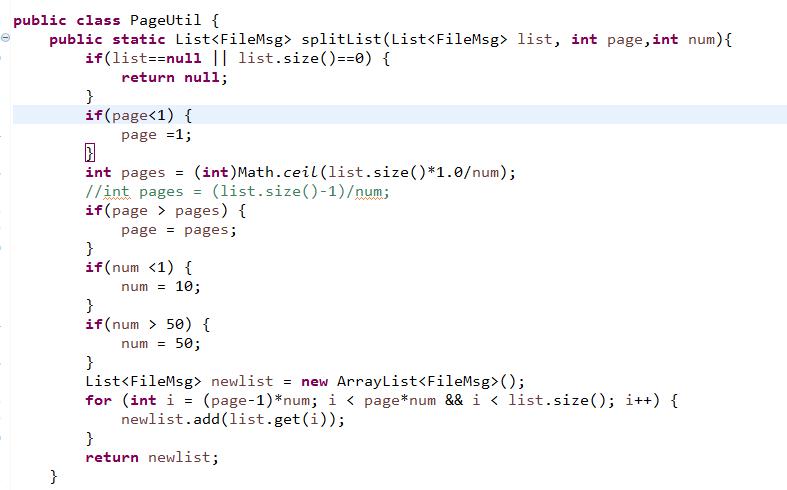 public class PageUtil {
    public static List<FileMsg> splitList(List<FileMsg> list, int page,int num){
        if(list==null || list.size()==0) {
            return null;
        }
        if(page<1) {
            page =1;
        }
        int pages = (int)Math.ceil(list.size()*1.0/num);
        //int pages = (list.size()-1)/num;
        if(page > pages) {
            page = pages;
        }
        if(num <1) {
            num = 10;
        }
        if(num > 50) {
            num = 50;
        }
        List<FileMsg> newlist = new ArrayList<FileMsg>();
        for (int i = (page-1)*num; i < page*num && i < list.size(); i++) {
            newlist.add(list.get(i));
        }
        return newlist;
    }